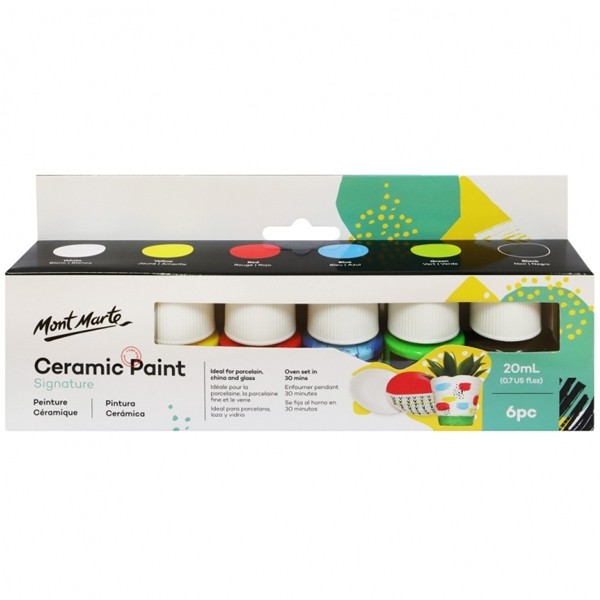 White
Blanc | Blanca
Yellow
Jaune | Amarillo
Red
Rouge | Rojo
Blue
Bleu | Azul
Green
Vert | Verde
Black
Noir | Negro
Mont Marte
Ceramic Paint
Signature
Peinture
Céramique
Pintura
Cerámica
Ideal for porcelain,
china and glass
Idéale pour la
porcelaine, la porcelaine
fine et le verre
Ideal para porcelana,
loza y vidrio
Oven set in
30 mins
Enfourner pendant
30 minutes
Se fija al horno en
30 minutos
20mL
(0.7 US fl.oz)
6pc